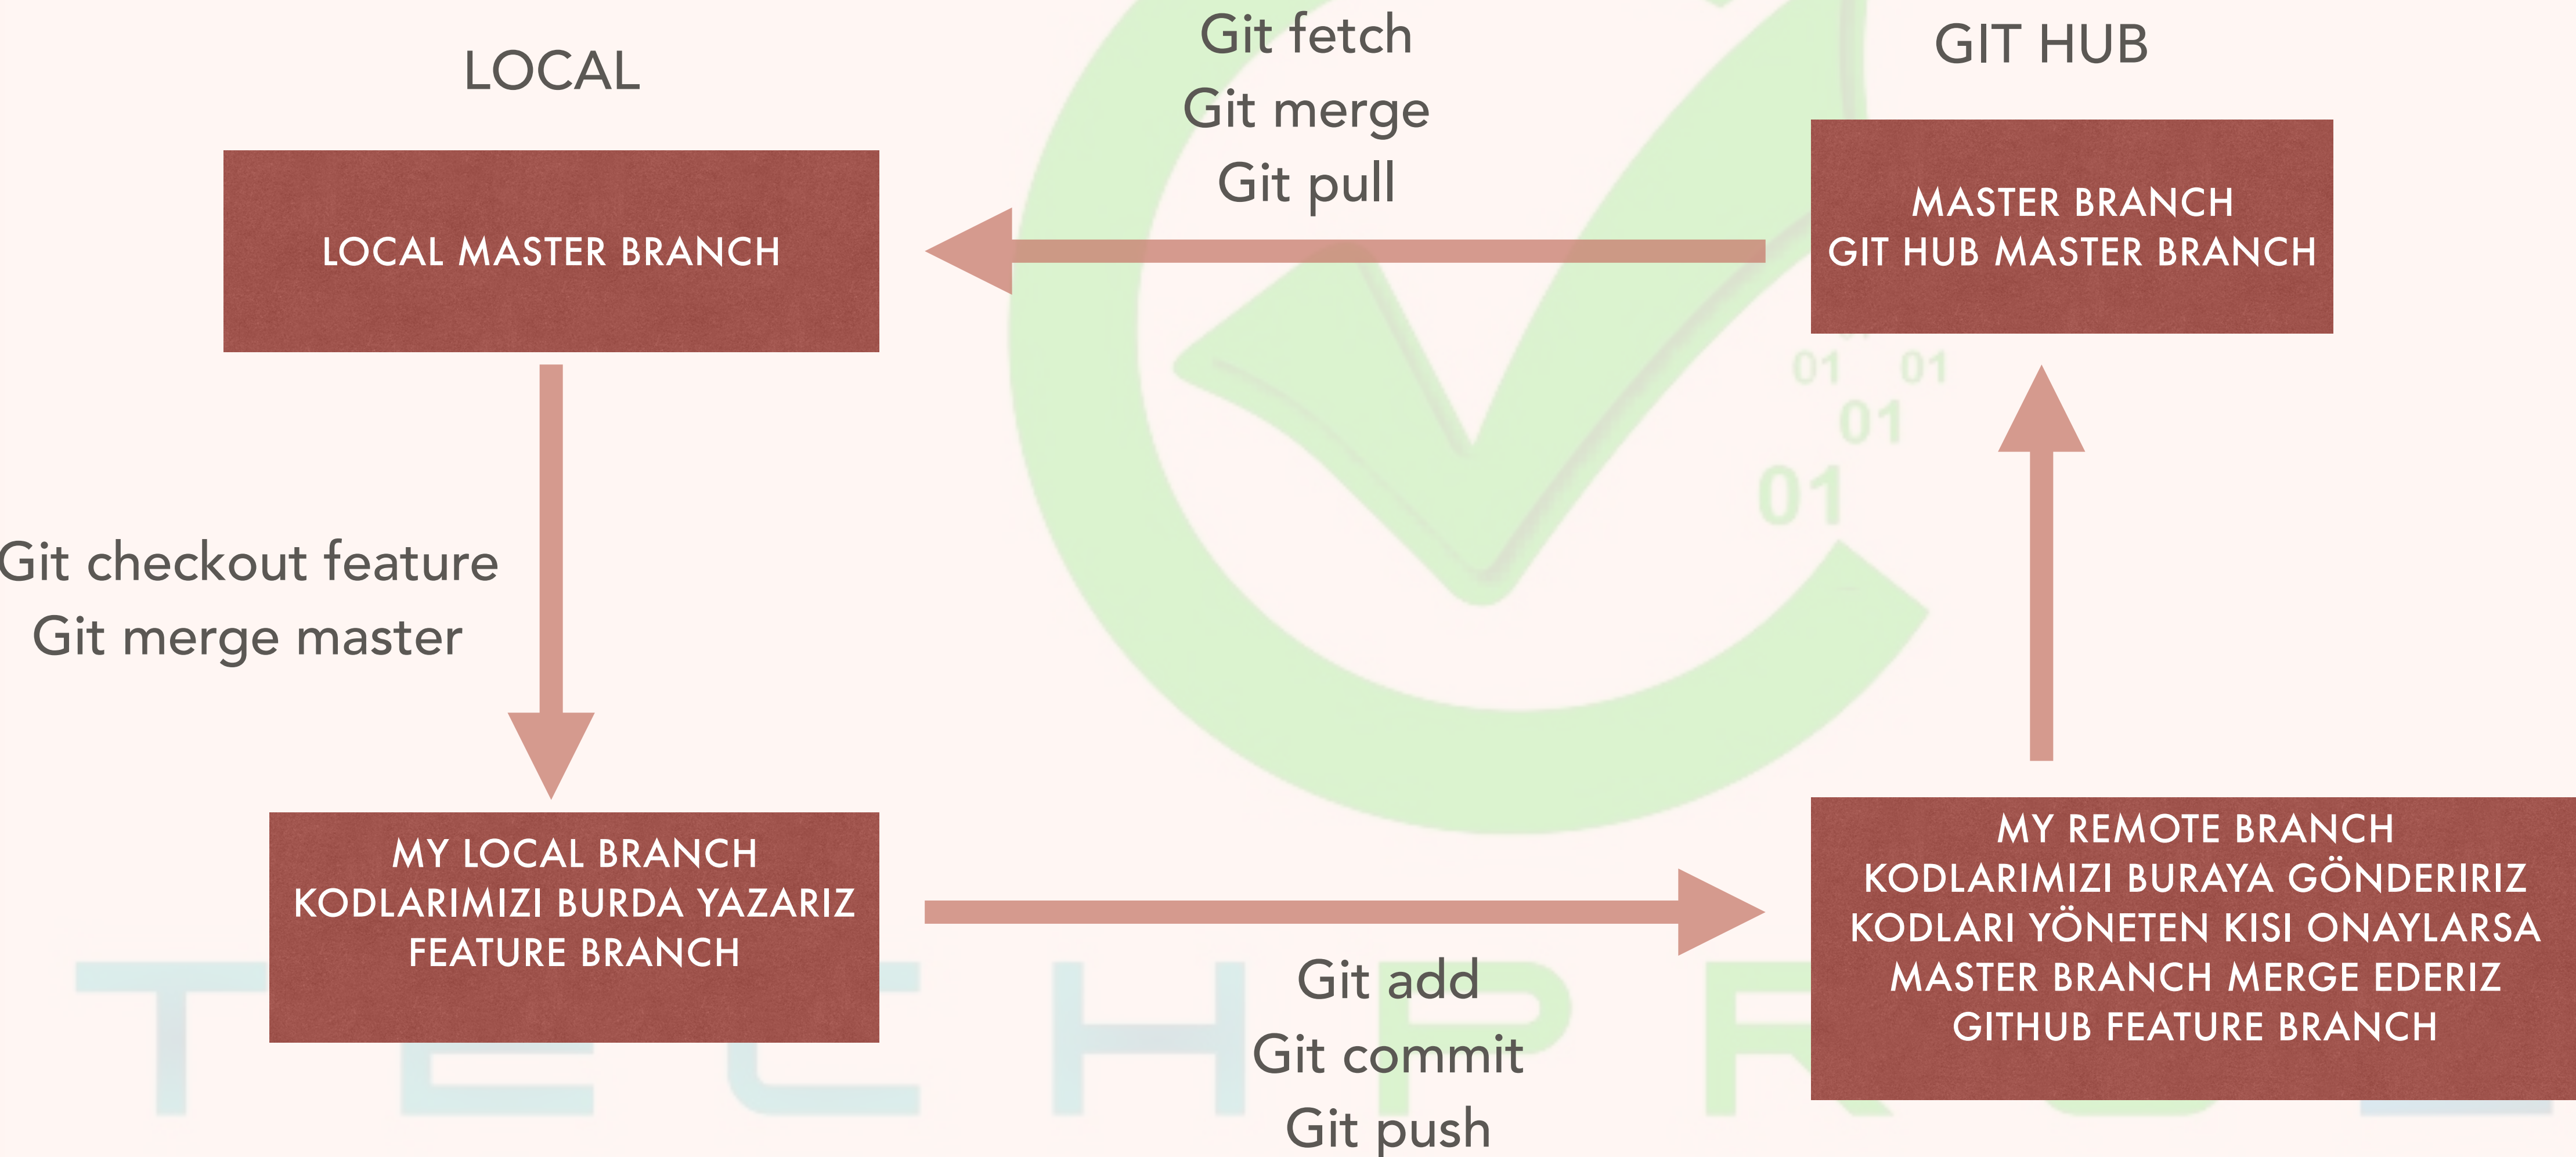 LOCAL
Git fetch
Git merge
Git pull
GIT HUB
LOCAL MASTER BRANCH
MASTER BRANCH
GIT HUB MASTER BRANCH
01 01
01
01
Git checkout feature
Git merge master
MY LOCAL BRANCH
KODLARIMIZI BURDA YAZARIZ
FEATURE BRANCH
Git add
Git commit
Git push
MY REMOTE BRANCH
KODLARIMIZI BURAYA GÖNDERIRIZ
KODLARI YÖNETEN KISI ONAYLARSA
MASTER BRANCH MERGE EDERIZ
GITHUB FEATURE BRANCH